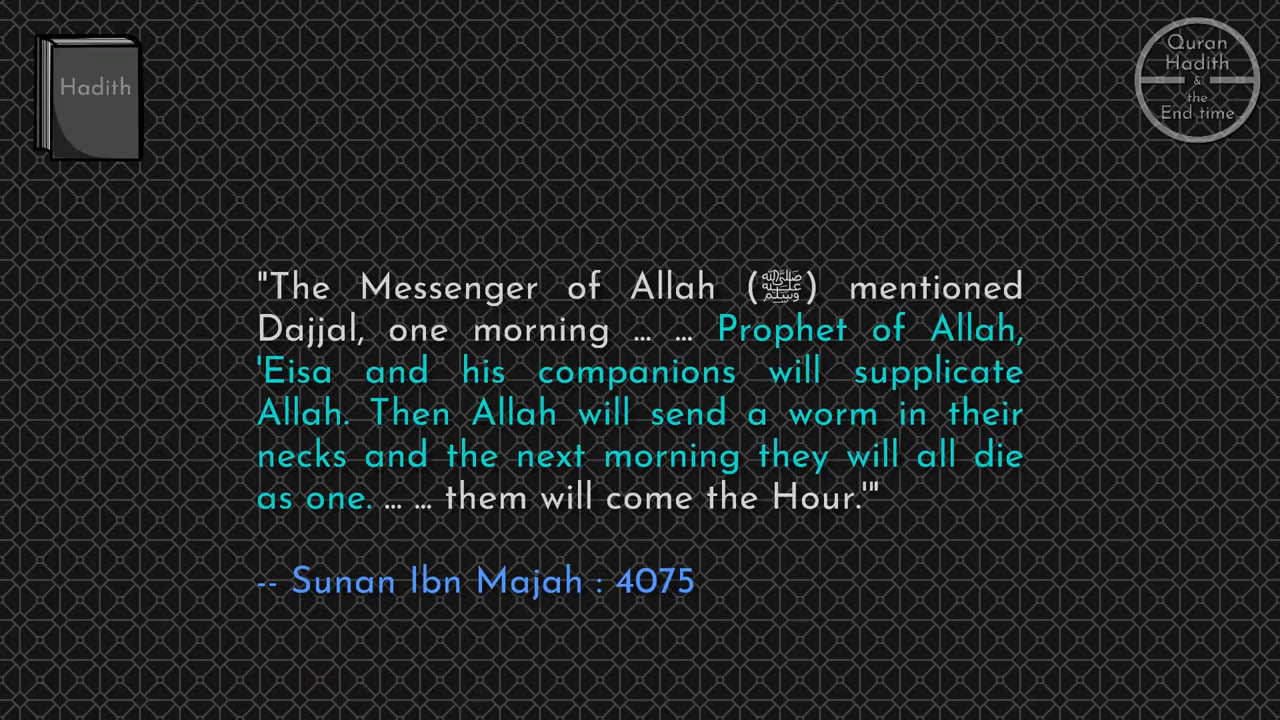 Hadith
Quran
Hadith
&
the
End time
"The Messenger of Allah (ﷺ) mentioned
Dajjal, one morning ... ... Prophet of Allah,
'Eisa and his companions will supplicate
Allah. Then Allah will send a worm in their
necks and the next morning they will all die
as one. ... ... them will come the Hour.'"
-- Sunan Ibn Majah : 4075